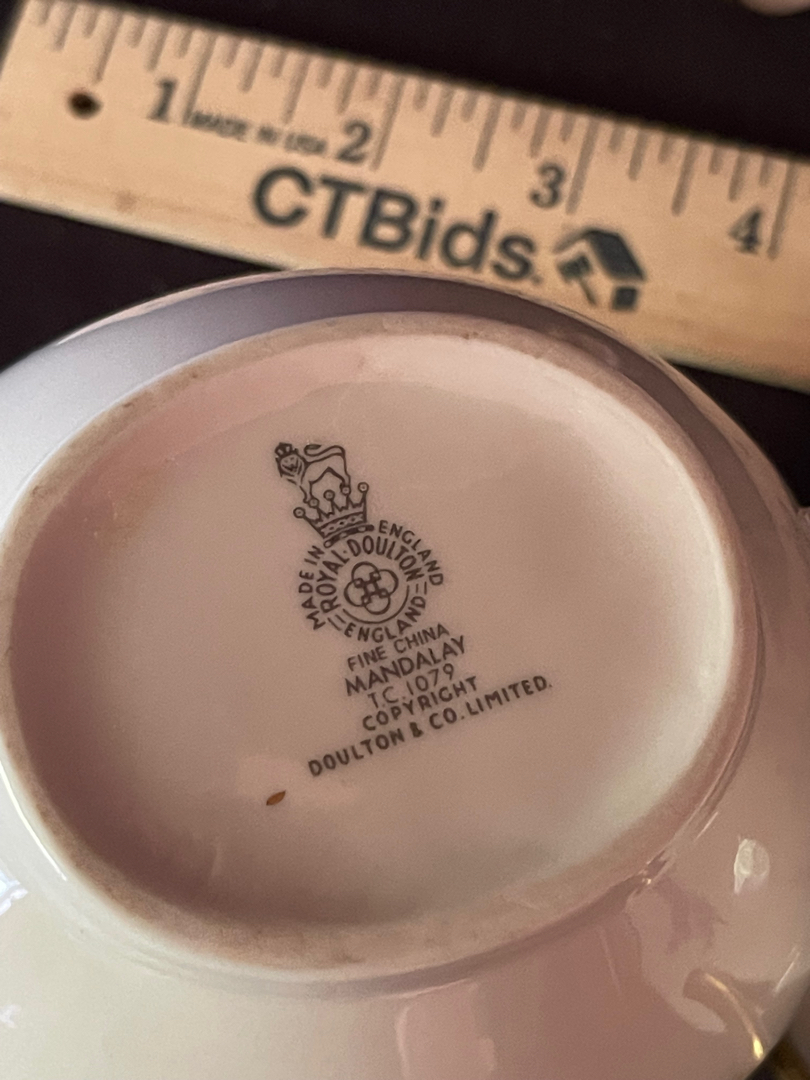 1 2 3 4
MADE IN USA
CTBids.
MADE IN ENGLAND
ROYAL·DOULTON
ENGLAND
FINE CHINA
MANDALAY
T.C. 1079
COPYRIGHT
DOULTON & CO. LIMITED.